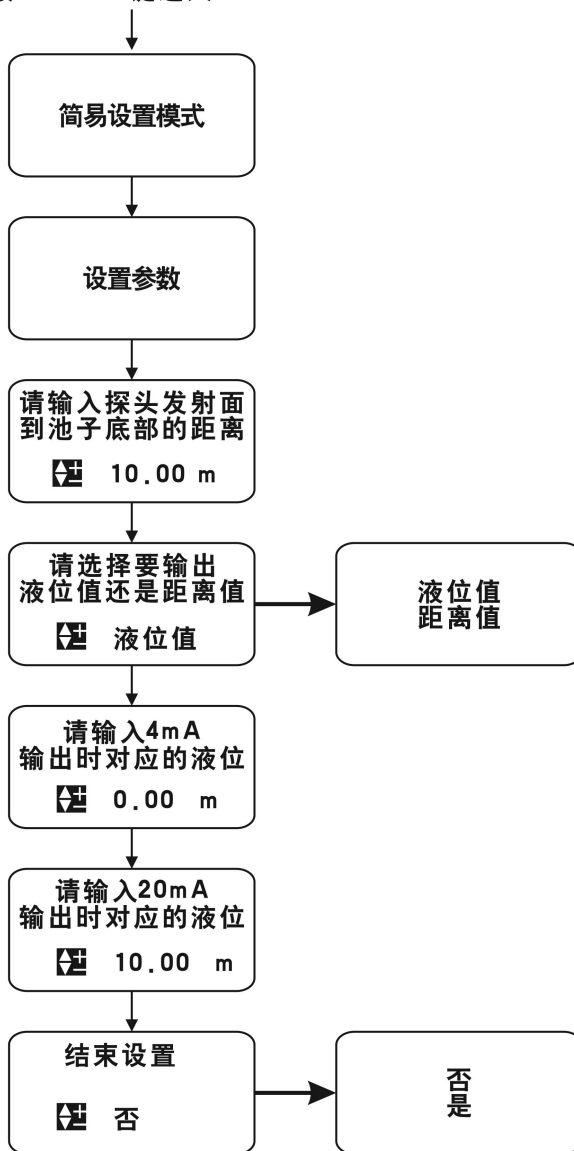 简易设置模式
设置参数
请输入探头发射面
到池子底部的距离
10.00 m
请选择要输出
液位值还是距离值
液位值
液位值
距离值
请输入4mA
输出时对应的液位
0.00 m
请输入20mA
输出时对应的液位
10.00 m
结束设置
否
否
是